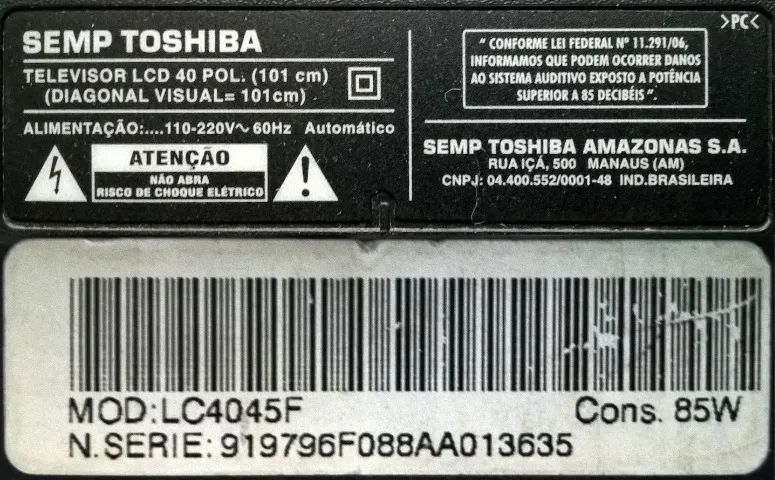 >PC<
SEMP TOSHIBA
TELEVISOR LCD 40 POL. (101 cm)
(DIAGONAL VISUAL= 101cm)
ALIMENTAÇÃO:....110-220V~ 60Hz Automático
ATENÇÃO
NÃO ABRA
RISCO DE CHOQUE ELÉTRICO
" CONFORME LEI FEDERAL Nº 11.291/06,
INFORMAMOS QUE PODEM OCORRER DANOS
AO SISTEMA AUDITIVO EXPOSTO A POTÊNCIA
SUPERIOR A 85 DECIBÉIS ".
SEMP TOSHIBA AMAZONAS S.A.
RUA IÇÁ, 500 MANAUS (AM)
CNPJ: 04.400.552/0001-48 IND.BRASILEIRA
MOD:LC4045F Cons. 85W
N.SERIE: 919796F088AA013635